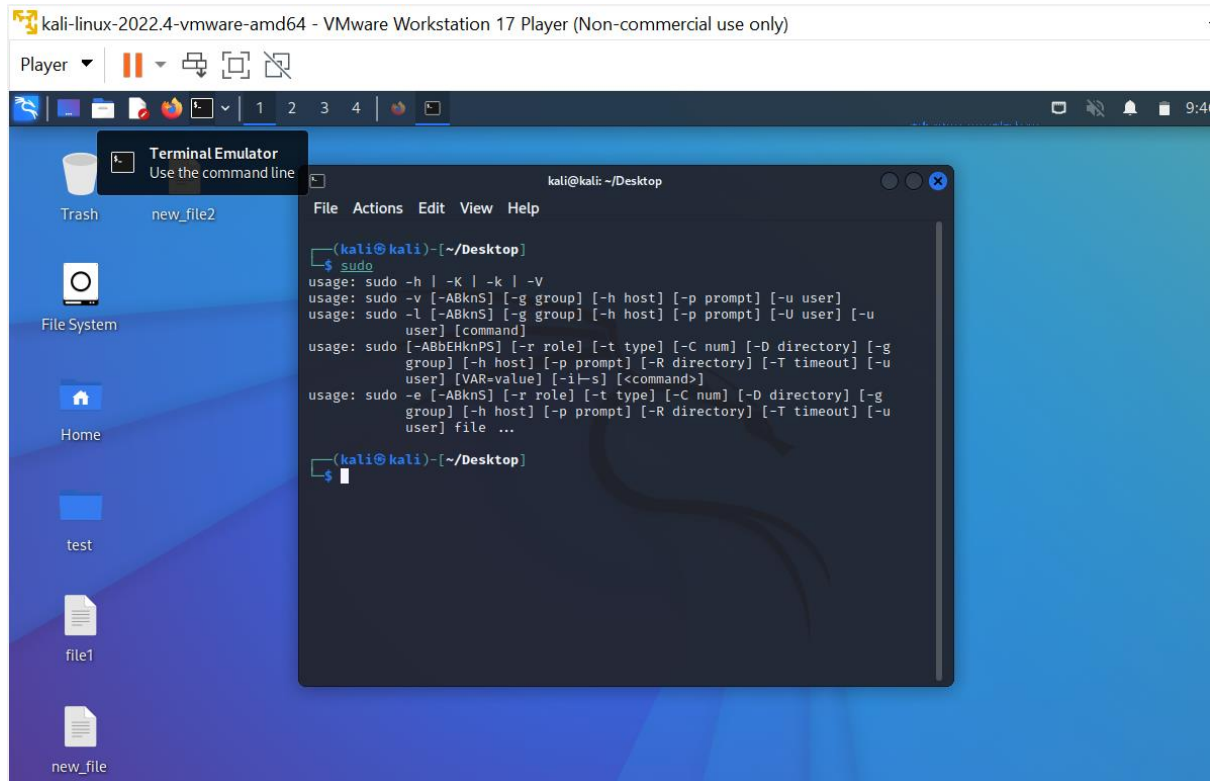 kali-linux-2022.4-vmware-amd64 - VMware Workstation 17 Player (Non-commercial use only)
Player
1 2 3 4
Terminal Emulator
Use the command line
Trash
new_file2
File System
Home
test
file1
new_file
kali@kali: ~/Desktop
File Actions Edit View Help
(kali㉿kali)-[~/Desktop]
$ sudo
usage: sudo -h | -K | -k | -V
usage: sudo -v [-ABknS] [-g group] [-h host] [-p prompt] [-u user]
usage: sudo -l [-ABknS] [-g group] [-h host] [-p prompt] [-U user] [-u
user] [command]
usage: sudo [-ABbEHknPS] [-r role] [-t type] [-C num] [-D directory] [-g
group] [-h host] [-p prompt] [-R directory] [-T timeout] [-u
user] [VAR=value] [-i|-s] [<command>]
usage: sudo -e [-ABknS] [-r role] [-t type] [-C num] [-D directory] [-g
group] [-h host] [-p prompt] [-R directory] [-T timeout] [-u
user] file ...
(kali㉿kali)-[~/Desktop]
$